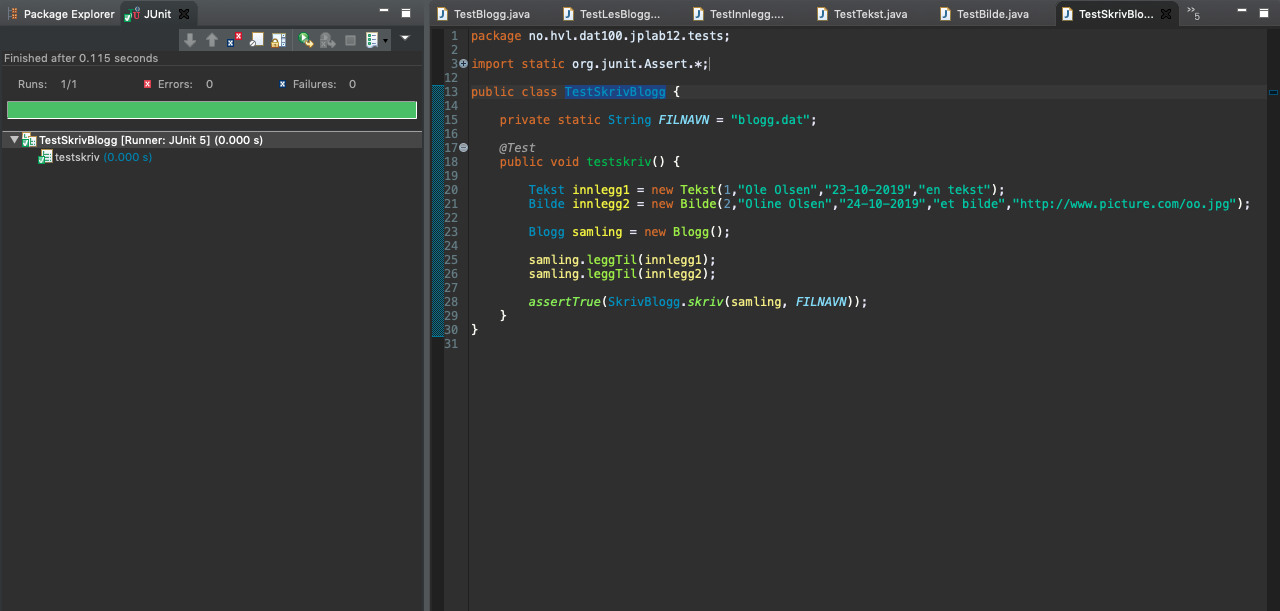 Package Explorer JUnit
Finished after 0.115 seconds
Runs: 1/1 Errors: 0 Failures: 0
TestSkrivBlogg [Runner: JUnit 5] (0.000 s)
testskriv (0.000 s)
TestBlogg.java TestLesBlogg... TestInnlegg.... TestTekst.java TestBilde.java TestSkrivBlo... »5
1 package no.hvl.dat100.jplab12.tests;
2
3 import static org.junit.Assert.*;
12
13 public class TestSkrivBlogg {
14
15 private static String FILNAVN = "blogg.dat";
16
17 @Test
18 public void testskriv() {
19
20 Tekst innlegg1 = new Tekst(1,"Ole Olsen","23-10-2019","en tekst");
21 Bilde innlegg2 = new Bilde(2,"Oline Olsen","24-10-2019","et bilde","http://www.picture.com/oo.jpg");
22
23 Blogg samling = new Blogg();
24
25 samling.leggTil(innlegg1);
26 samling.leggTil(innlegg2);
27
28 assertTrue(SkrivBlogg.skriv(samling, FILNAVN));
29 }
30 }
31